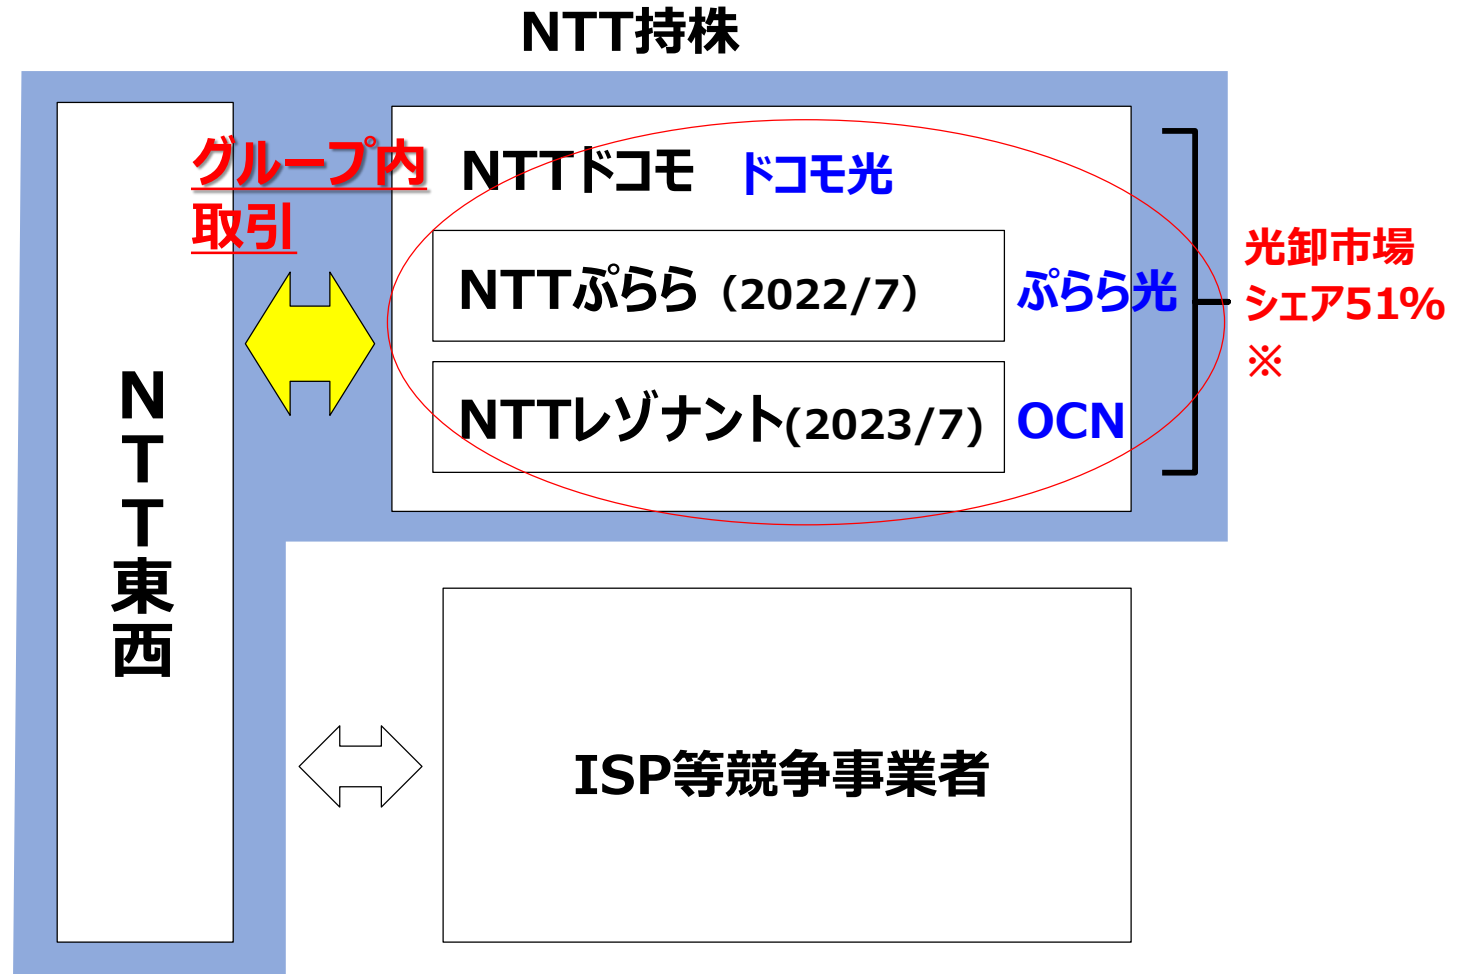 NTT持株
グループ内
取引
NTTドコモ ドコモ光
NTTぷらら（2022/7） ぷらら光
NTTレゾナント(2023/7) OCN
光卸市場
シェア51%
※
NTT東西
ISP等競争事業者